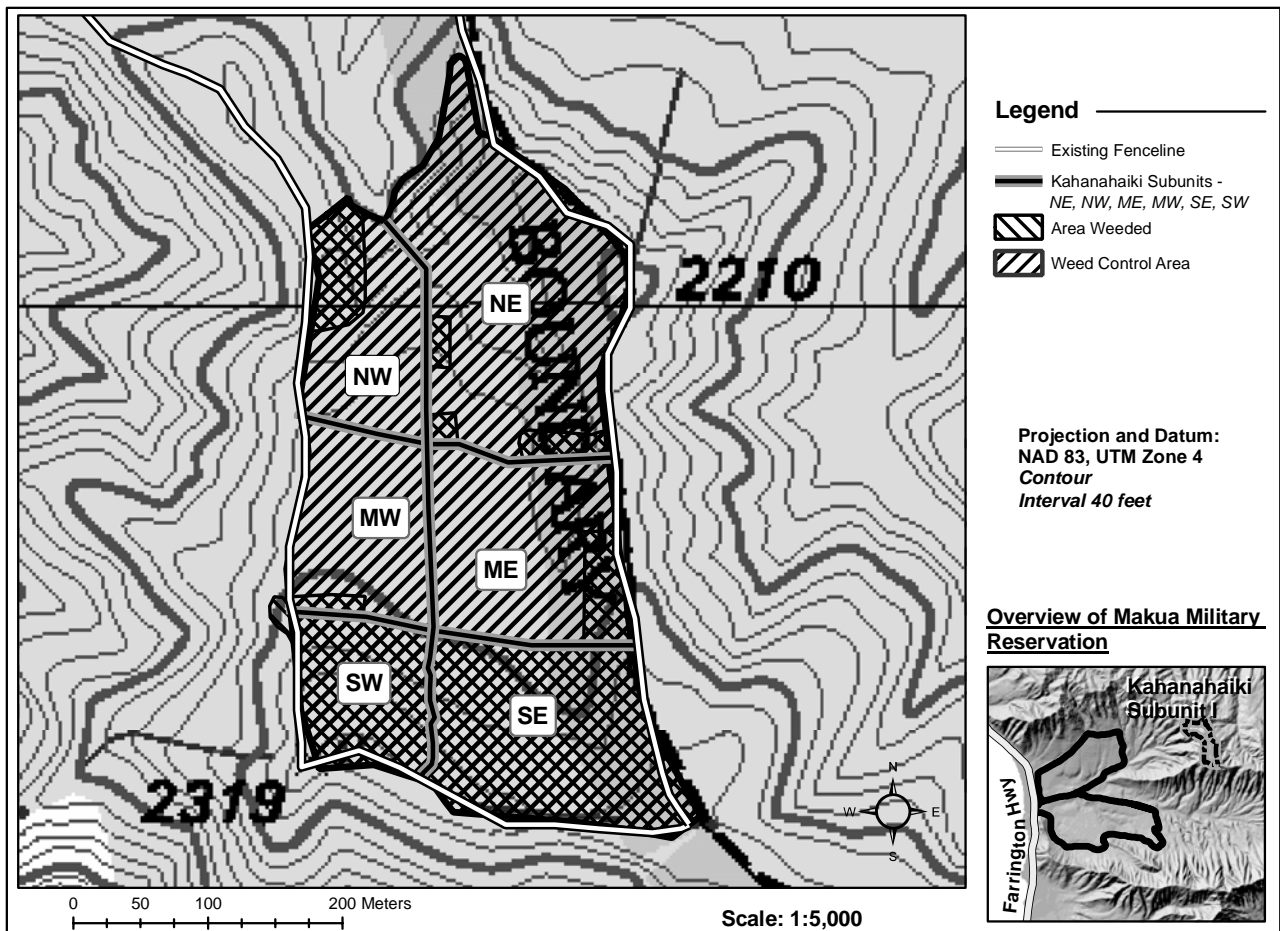 BOUNDARY
2210
NE
NW
MW
ME
SW
SE
2319
N
W
E
S
0 50 100 200 Meters
Scale: 1:5,000
Legend
Existing Fenceline
Kahanahaiki Subunits -
NE, NW, ME, MW, SE, SW
Area Weeded
Weed Control Area
Projection and Datum:
NAD 83, UTM Zone 4
Contour
Interval 40 feet
Overview of Makua Military
Reservation
Kahanahaiki
Subunit I
Farrington Hwy